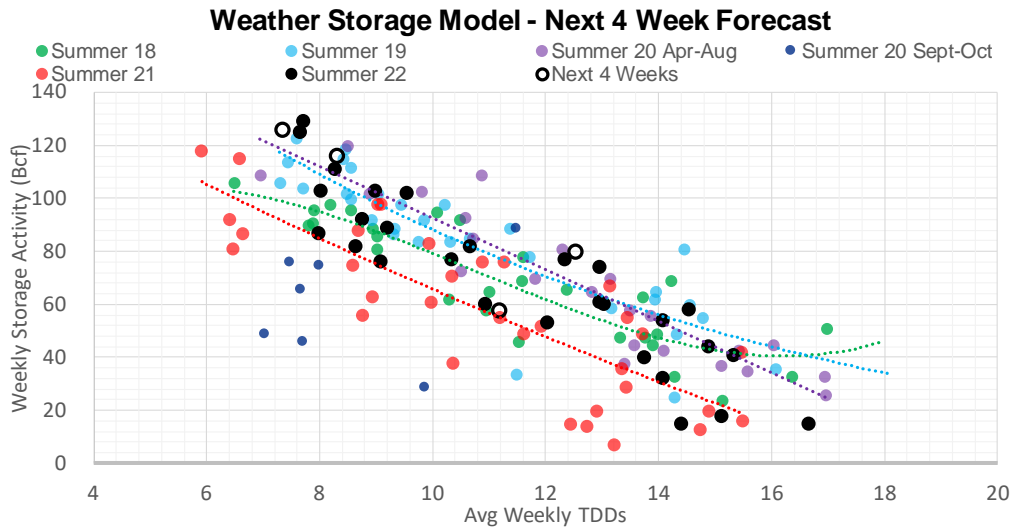 Weather Storage Model - Next 4 Week Forecast
Summer 18 Summer 19 Summer 20 Apr-Aug Summer 20 Sept-Oct
Summer 21 Summer 22 Next 4 Weeks
Weekly Storage Activity (Bcf)
140
120
100
80
60
40
20
0
4 6 8 10 12 14 16 18 20
Avg Weekly TDDs